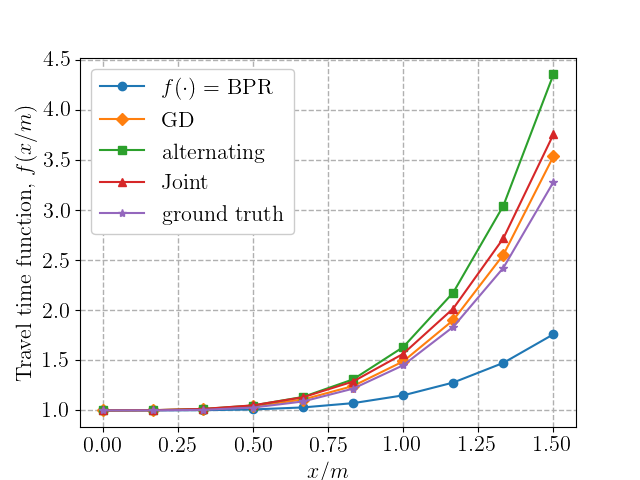 4.5
4.0
3.5
3.0
2.5
2.0
1.5
1.0
Travel time function, f(x/m)
f(·) = BPR
GD
alternating
Joint
ground truth
0.00 0.25 0.50 0.75 1.00 1.25 1.50
x/m